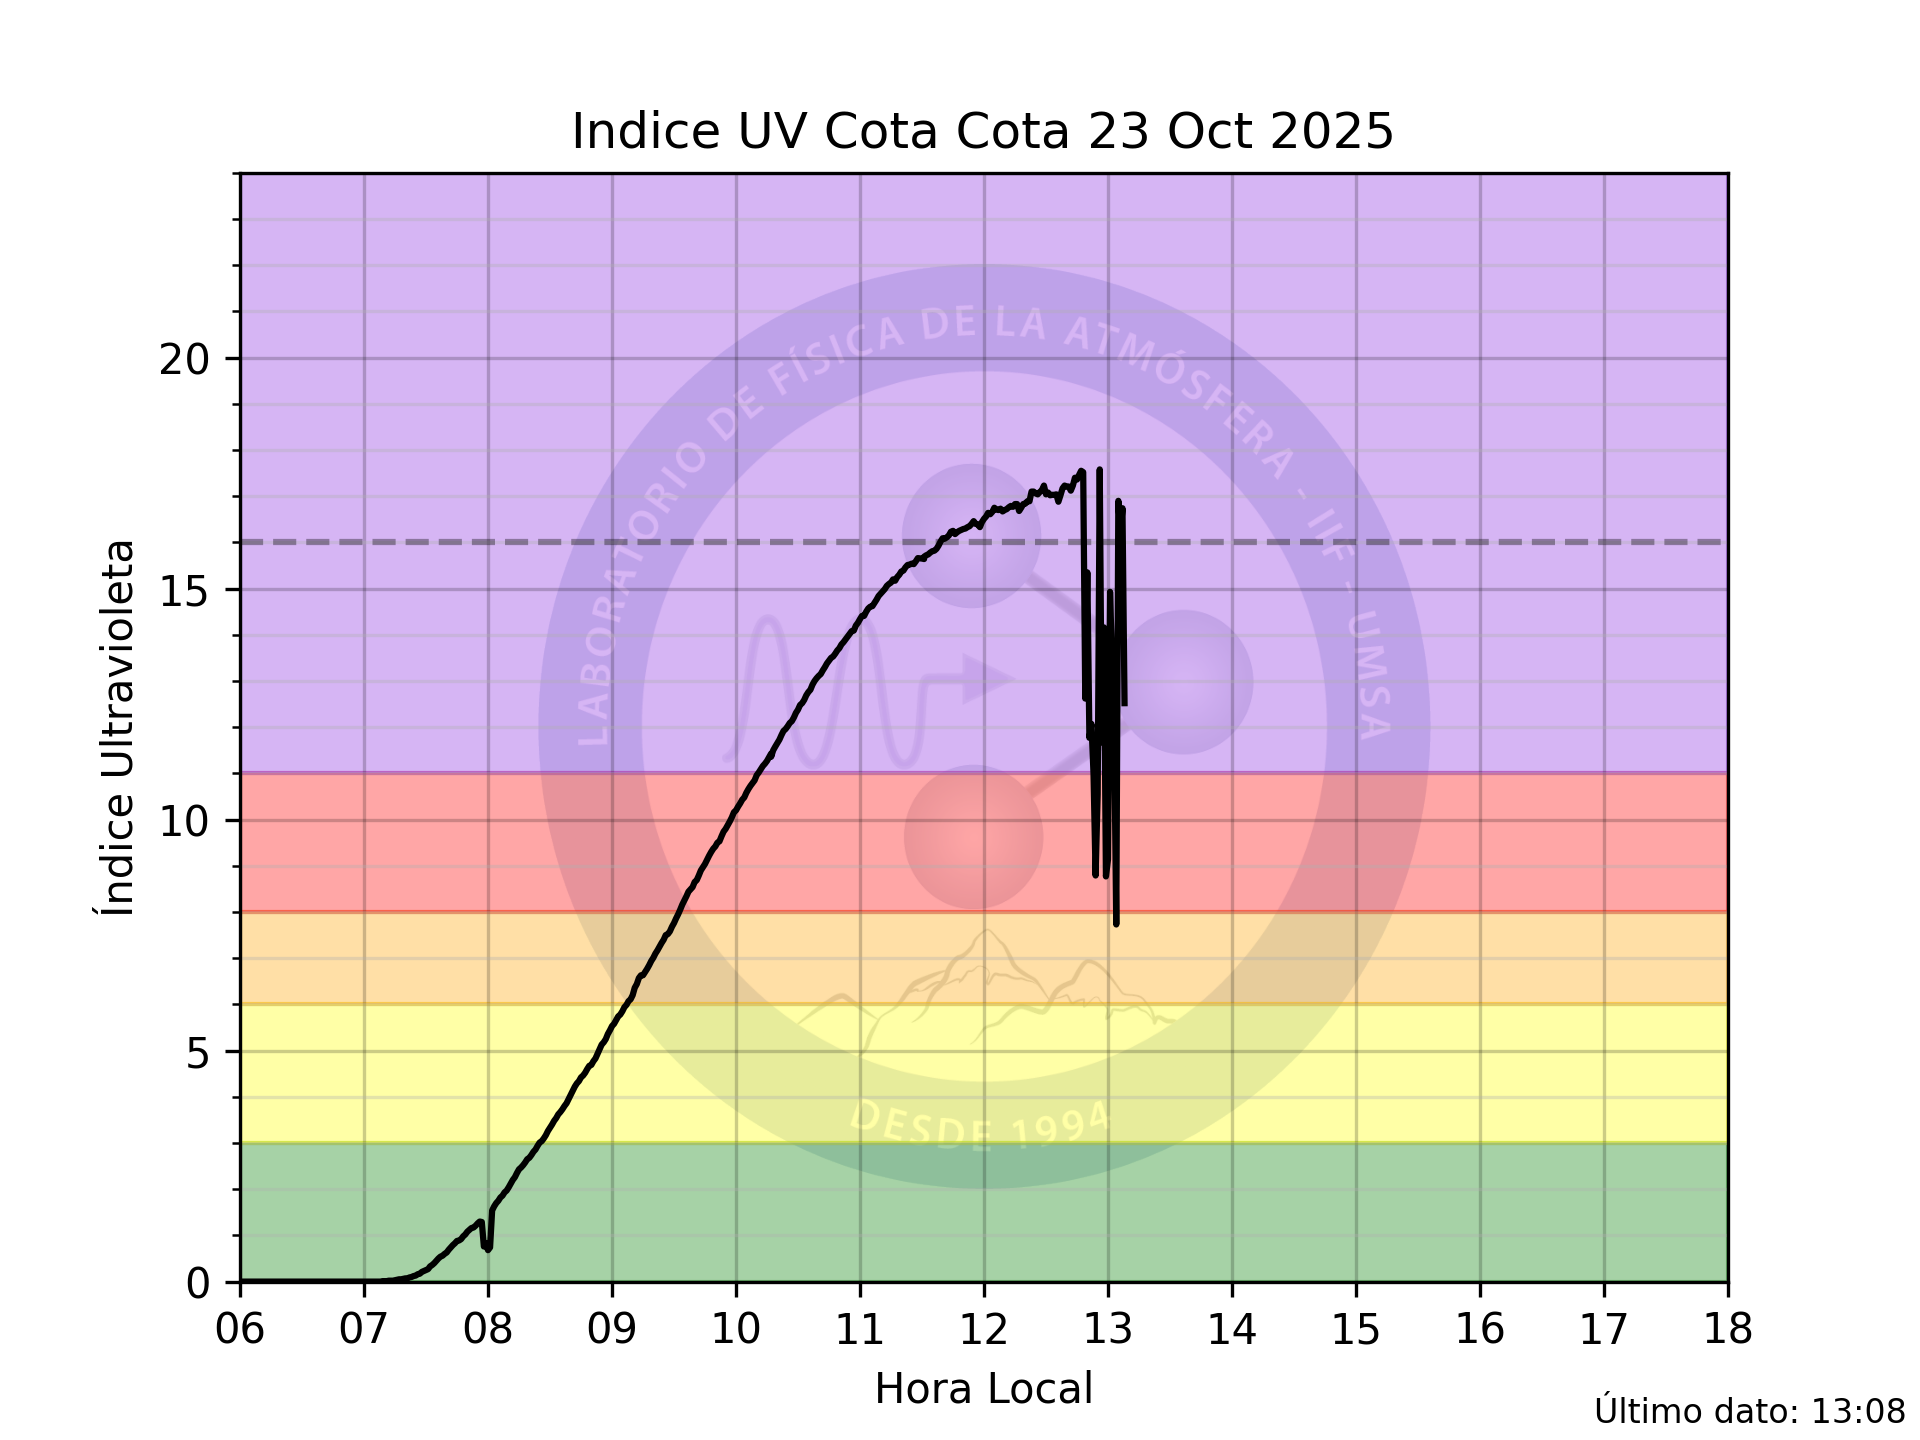 Indice UV Cota Cota 23 Oct 2025
Índice Ultravioleta
20
15
10
5
0
LABORATORIO DE FÍSICA DE LA ATMÓSFERA - IIF - UMSA
DESDE 1994
06 07 08 09 10 11 12 13 14 15 16 17 18
Hora Local
Último dato: 13:08